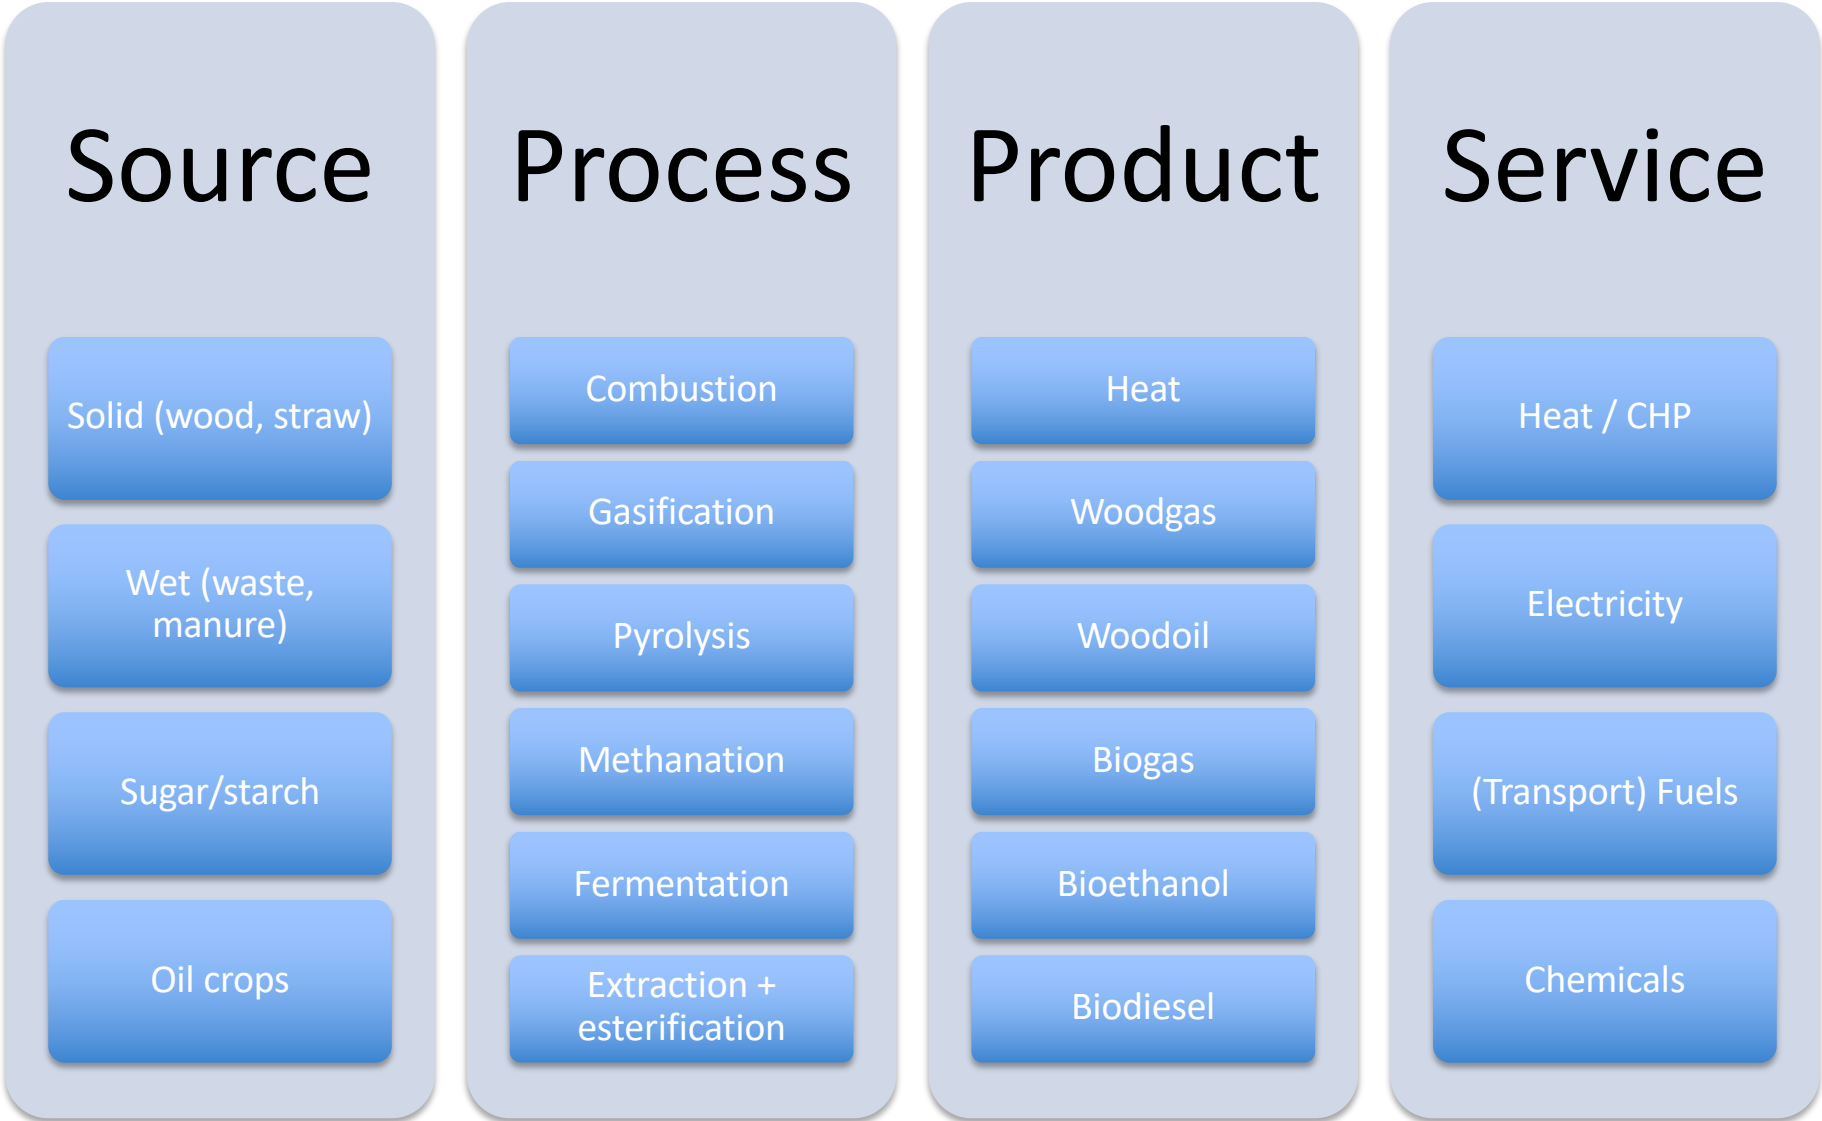 Source
Solid (wood, straw)
Wet (waste,
manure)
Sugar/starch
Oil crops
Process
Combustion
Gasification
Pyrolysis
Methanation
Fermentation
Extraction +
esterification
Product
Heat
Woodgas
Woodoil
Biogas
Bioethanol
Biodiesel
Service
Heat / CHP
Electricity
(Transport) Fuels
Chemicals